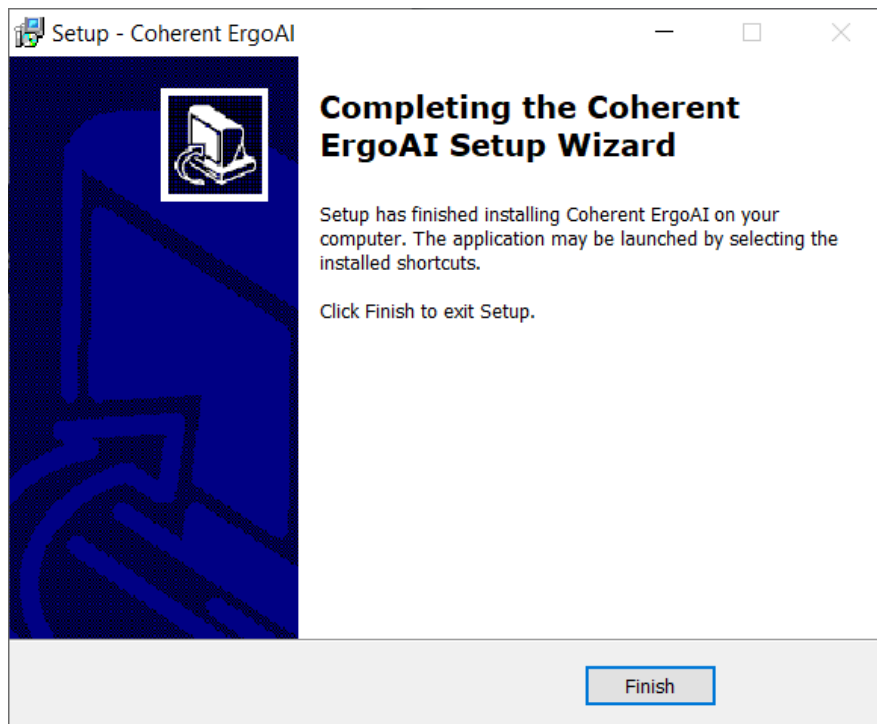 Setup - Coherent ErgoAI
Completing the Coherent
ErgoAI Setup Wizard
Setup has finished installing Coherent ErgoAI on your
computer. The application may be launched by selecting the
installed shortcuts.
Click Finish to exit Setup.
Finish